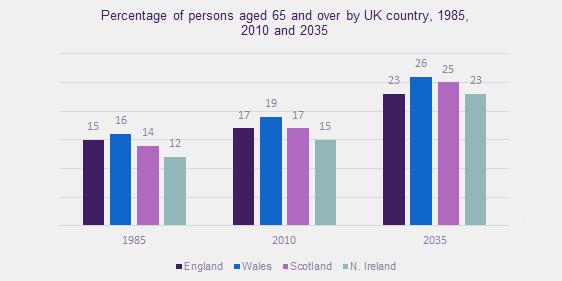 Percentage of persons aged 65 and over by UK country, 1985,
2010 and 2035
15 16 14 12 17 19 17 15 23 26 25 23
1985 2010 2035
England Wales Scotland N. Ireland